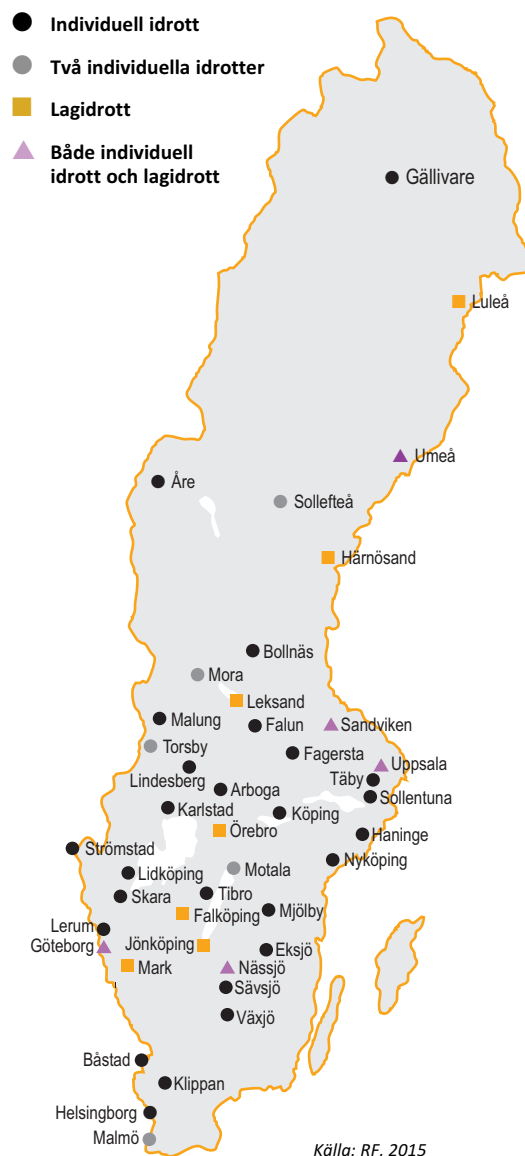 Individuell idrott
Två individuella idrotter
Lagidrott
Både individuell
idrott och lagidrott
Gällivare
Luleå
Umeå
Åre
Sollefteå
Härnösand
Bollnäs
Mora
Leksand
Malung
Falun
Sandviken
Torsby
Fagersta
Uppsala
Lindesberg
Täby
Arboga
Sollentuna
Karlstad
Köping
Örebro
Haninge
Strömstad
Nyköping
Lidköping
Motala
Skara
Tibro
Mjölby
Falköping
Lerum
Göteborg
Jönköping
Eksjö
Mark
Nässjö
Sävsjö
Växjö
Båstad
Klippan
Helsingborg
Malmö
Källa: RF, 2015